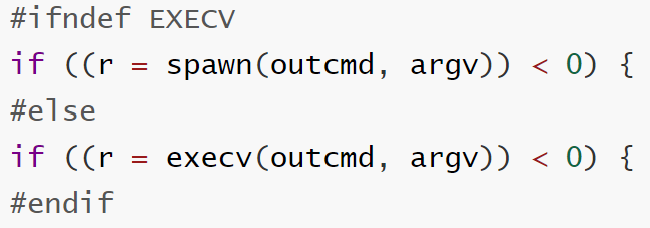 #ifndef EXECV
if ((r = spawn(outcmd, argv)) < 0) {
#else
if ((r = execv(outcmd, argv)) < 0) {
#endif